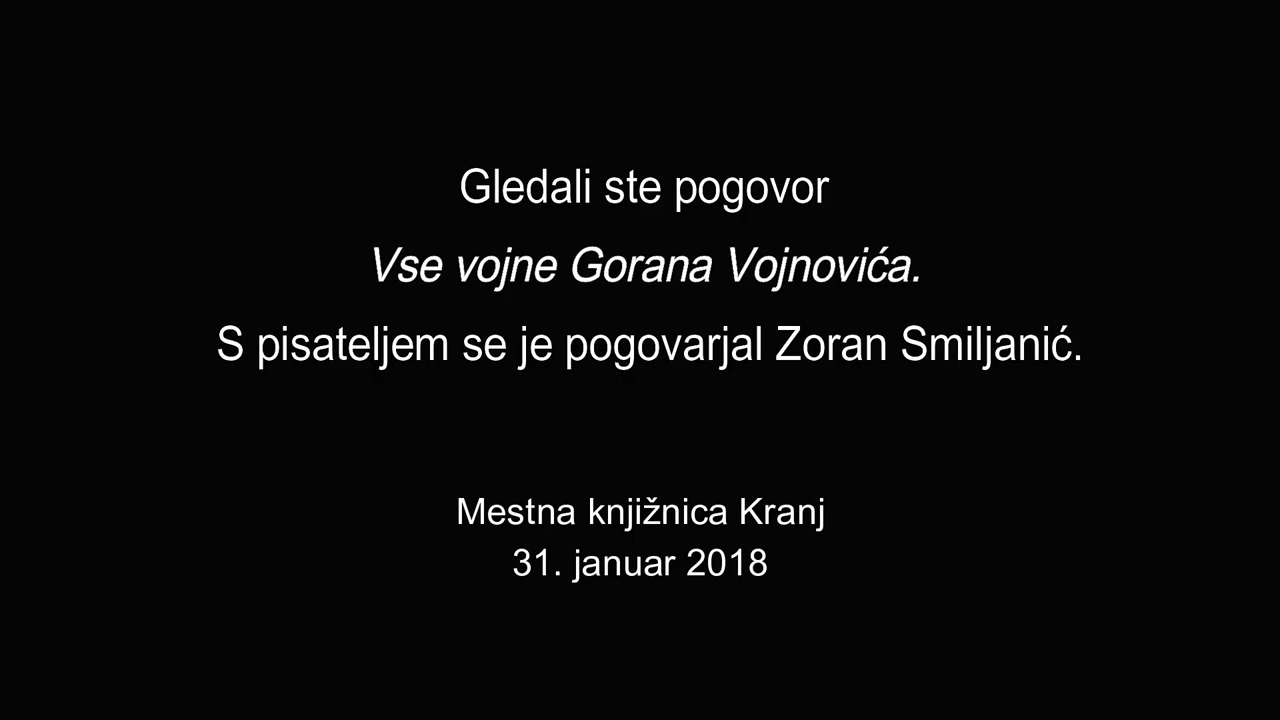 Gledali ste pogovor
Vse vojne Gorana Vojnovića.
S pisateljem se je pogovarjal Zoran Smiljanić.
Mestna knjižnica Kranj
31. januar 2018